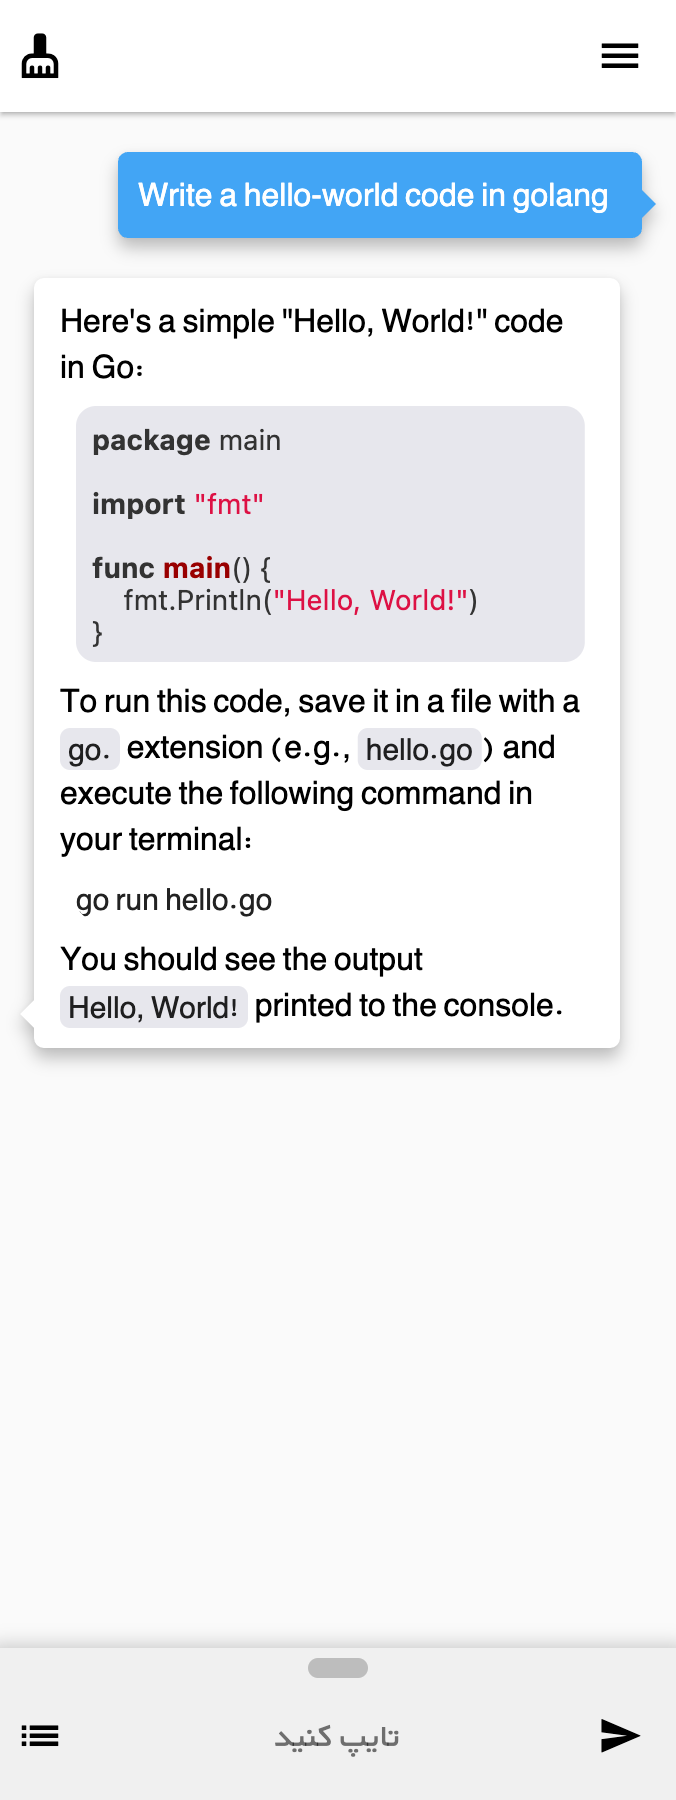 Write a hello-world code in golang
Here's a simple "Hello, World!" code
in Go:
package main
import "fmt"
func main() {
    fmt.Println("Hello, World!")
}
To run this code, save it in a file with a
go. extension (e.g., hello.go) and
execute the following command in
your terminal:
go run hello.go
You should see the output
Hello, World! printed to the console.
تایپ کنید